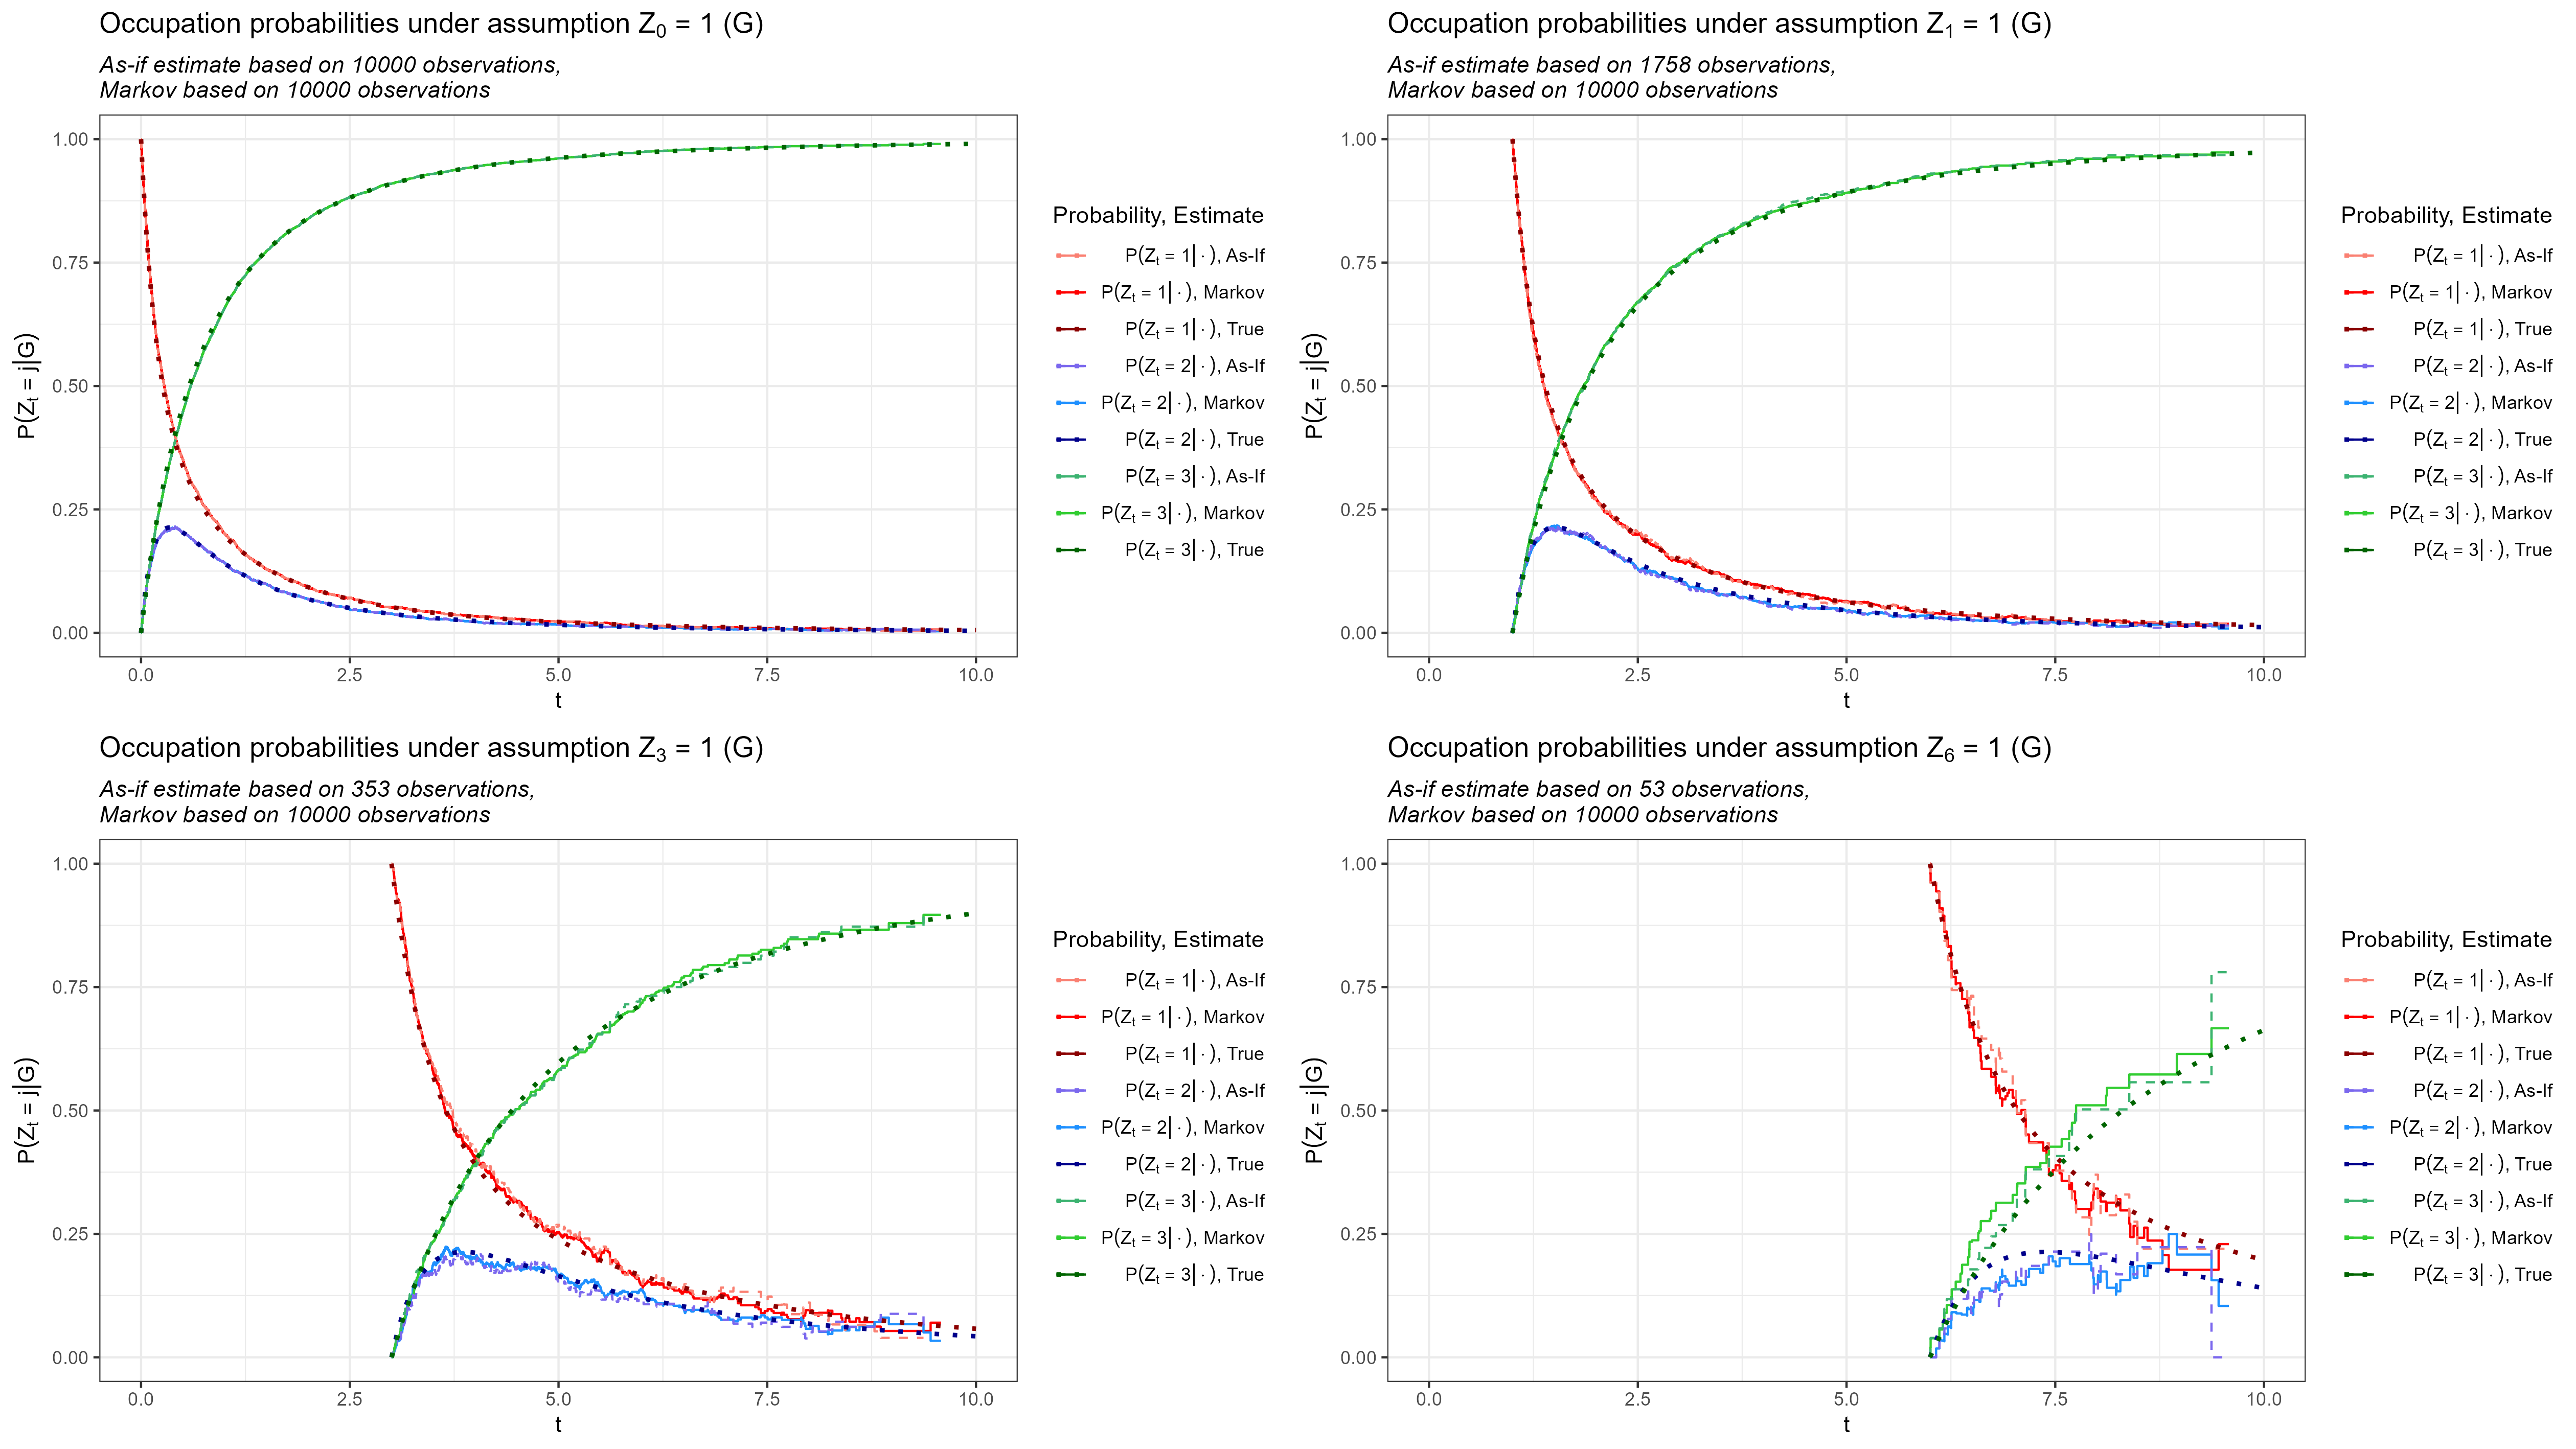 Occupation probabilities under assumption Z₀ = 1 (G)
As-if estimate based on 10000 observations,
Markov based on 10000 observations
P(Zₜ = j|G)
1.00
0.75
0.50
0.25
0.00
0.0 2.5 5.0 7.5 10.0
t
Probability, Estimate
P(Zₜ = 1| · ), As-If
P(Zₜ = 1| · ), Markov
P(Zₜ = 1| · ), True
P(Zₜ = 2| · ), As-If
P(Zₜ = 2| · ), Markov
P(Zₜ = 2| · ), True
P(Zₜ = 3| · ), As-If
P(Zₜ = 3| · ), Markov
P(Zₜ = 3| · ), True
Occupation probabilities under assumption Z₁ = 1 (G)
As-if estimate based on 1758 observations,
Markov based on 10000 observations
P(Zₜ = j|G)
1.00
0.75
0.50
0.25
0.00
0.0 2.5 5.0 7.5 10.0
t
Probability, Estimate
P(Zₜ = 1| · ), As-If
P(Zₜ = 1| · ), Markov
P(Zₜ = 1| · ), True
P(Zₜ = 2| · ), As-If
P(Zₜ = 2| · ), Markov
P(Zₜ = 2| · ), True
P(Zₜ = 3| · ), As-If
P(Zₜ = 3| · ), Markov
P(Zₜ = 3| · ), True
Occupation probabilities under assumption Z₃ = 1 (G)
As-if estimate based on 353 observations,
Markov based on 10000 observations
P(Zₜ = j|G)
1.00
0.75
0.50
0.25
0.00
0.0 2.5 5.0 7.5 10.0
t
Probability, Estimate
P(Zₜ = 1| · ), As-If
P(Zₜ = 1| · ), Markov
P(Zₜ = 1| · ), True
P(Zₜ = 2| · ), As-If
P(Zₜ = 2| · ), Markov
P(Zₜ = 2| · ), True
P(Zₜ = 3| · ), As-If
P(Zₜ = 3| · ), Markov
P(Zₜ = 3| · ), True
Occupation probabilities under assumption Z₆ = 1 (G)
As-if estimate based on 53 observations,
Markov based on 10000 observations
P(Zₜ = j|G)
1.00
0.75
0.50
0.25
0.00
0.0 2.5 5.0 7.5 10.0
t
Probability, Estimate
P(Zₜ = 1| · ), As-If
P(Zₜ = 1| · ), Markov
P(Zₜ = 1| · ), True
P(Zₜ = 2| · ), As-If
P(Zₜ = 2| · ), Markov
P(Zₜ = 2| · ), True
P(Zₜ = 3| · ), As-If
P(Zₜ = 3| · ), Markov
P(Zₜ = 3| · ), True